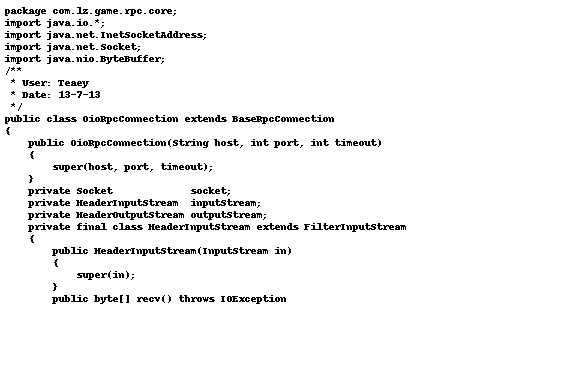 package com.lz.game.rpc.core;
import java.io.*;
import java.net.InetSocketAddress;
import java.net.Socket;
import java.nio.ByteBuffer;
/**
 * User: Teaey
 * Date: 13-7-13
 */
public class OioRpcConnection extends BaseRpcConnection
{
    public OioRpcConnection(String host, int port, int timeout)
    {
        super(host, port, timeout);
    }
    private Socket             socket;
    private HeaderInputStream  inputStream;
    private HeaderOutputStream outputStream;
    private final class HeaderInputStream extends FilterInputStream
    {
        public HeaderInputStream(InputStream in)
        {
            super(in);
        }
        public byte[] recv() throws IOException